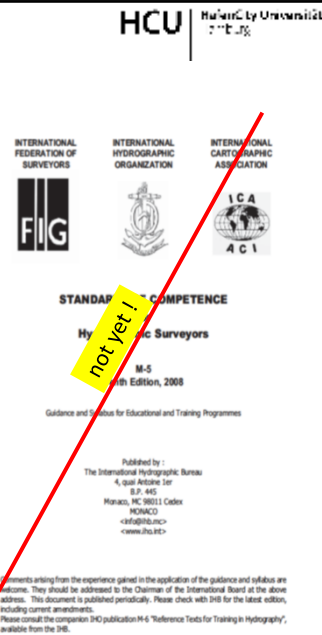 HCU HafenCity Universität
Hamburg
INTERNATIONAL FEDERATION OF SURVEYORS
INTERNATIONAL HYDROGRAPHIC ORGANIZATION
INTERNATIONAL CARTOGRAPHIC ASSOCIATION
FIG
ICA
ACI
COMPETENCE
Surveyors
not yet !
M-5
Edition, 2008
Guidance and Syllabus for Educational and Training Programmes
Published by :
The International Hydrographic Bureau
4, quai Antoine 1er
B.P. 445
Monaco, MC 98011 Cedex
MONACO
<info@ihb.mc>
<www.iho.int>
Comments arising from the experience gained in the application of the guidance and syllabus are
welcome. They should be addressed to the Chairman of the International Board at the above
address. This document is published periodically. Please check with IHB for the latest edition,
including current amendments.
Please consult the companion IHO publication M-6 "Reference Texts for Training in Hydrography",
available from the IHB.